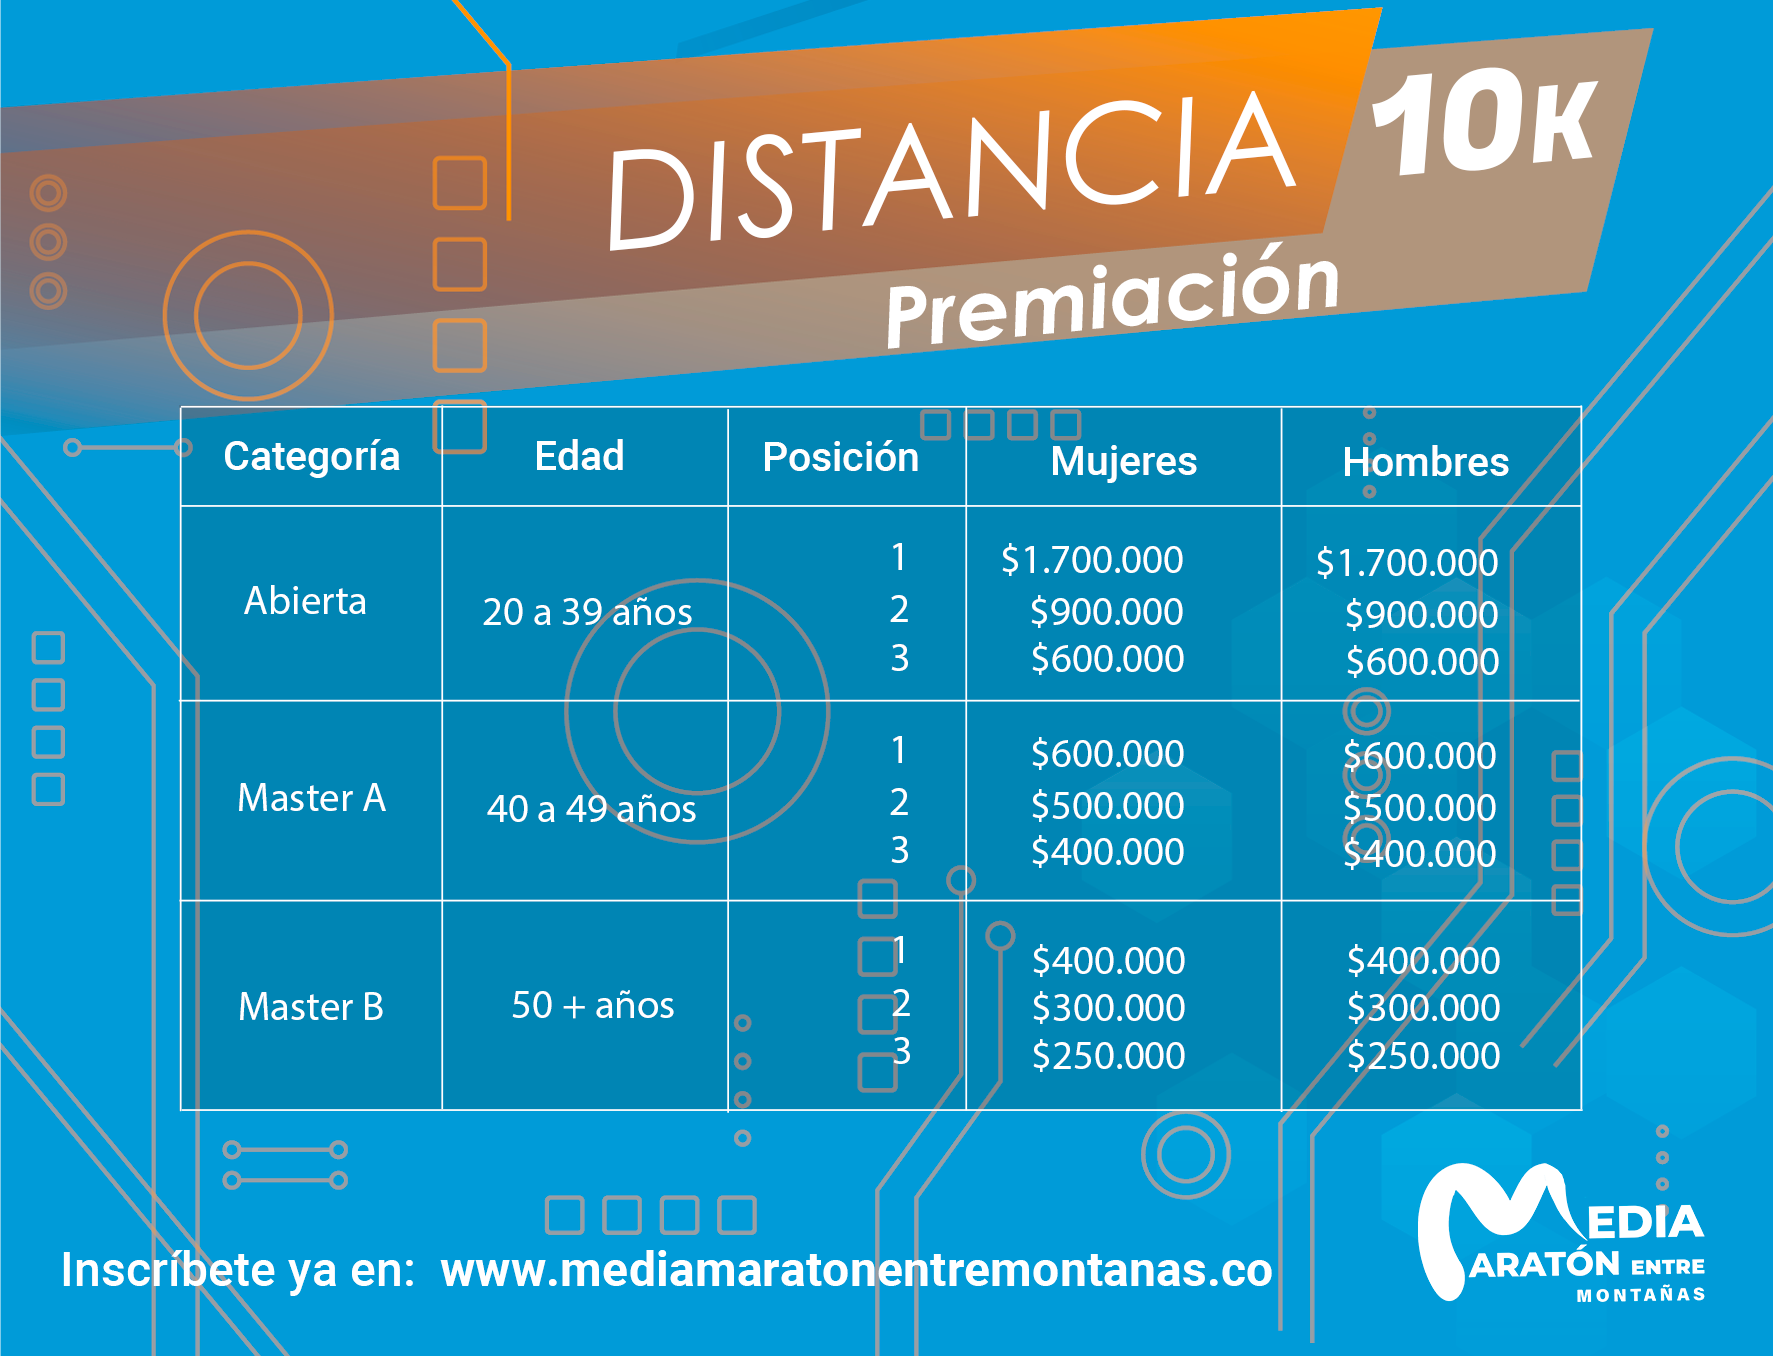 DISTANCIA 10K
Premiación
Categoría Edad Posición Mujeres Hombres
Abierta 20 a 39 años 1 $1.700.000 $1.700.000
2 $900.000 $900.000
3 $600.000 $600.000
Master A 40 a 49 años 1 $600.000 $600.000
2 $500.000 $500.000
3 $400.000 $400.000
Master B 50 + años 1 $400.000 $400.000
2 $300.000 $300.000
3 $250.000 $250.000
Inscríbete ya en: www.mediamaratonentremontanas.co
MEDIA
MARATÓN ENTRE
MONTAÑAS